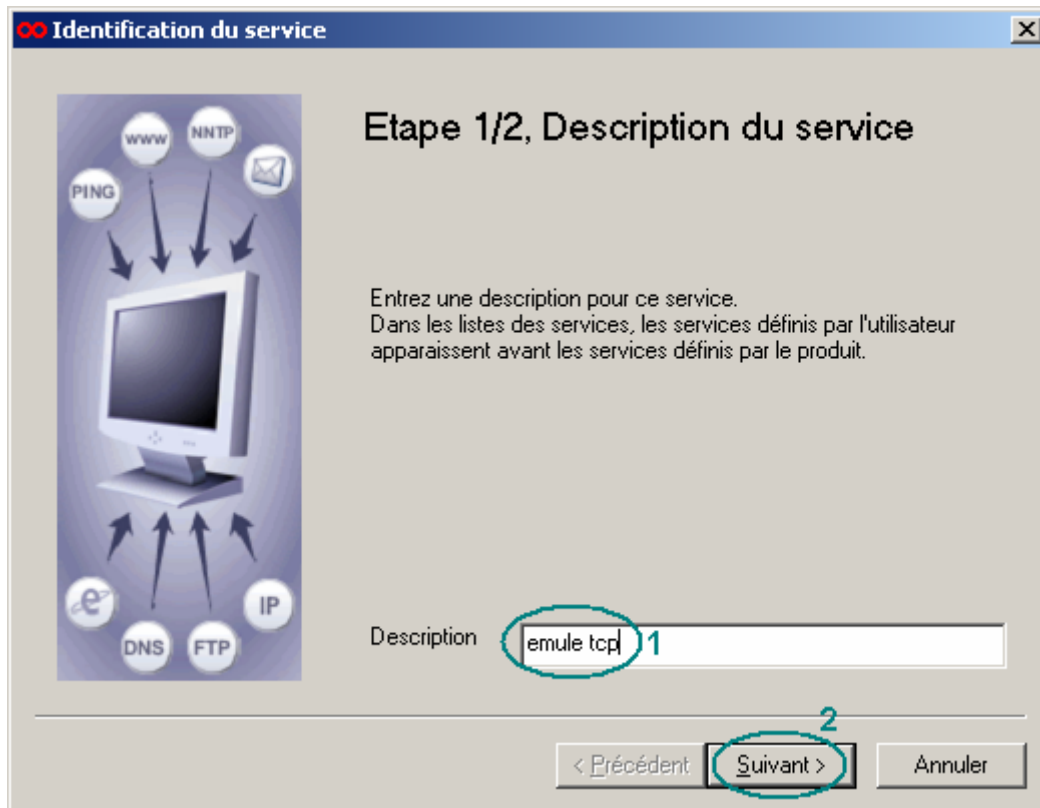 Identification du service
Etape 1/2, Description du service
www
NNTP
PING
Entrez une description pour ce service.
Dans les listes des services, les services définis par l'utilisateur
apparaissent avant les services définis par le produit.
e
IP
DNS
FTP
Description
emule tcp
1
2
< Précédent
Suivant >
Annuler